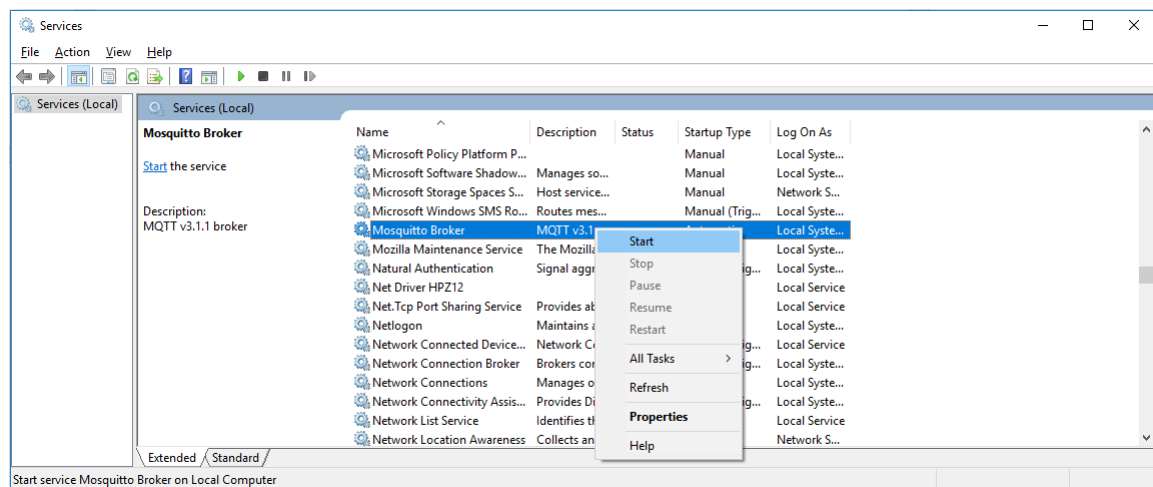 Services
File Action View Help
Services (Local)
Services (Local)
Mosquitto Broker
Start the service
Description:
MQTT v3.1.1 broker
Name Description Status Startup Type Log On As
Microsoft Policy Platform P... Manual Local Syste...
Microsoft Software Shadow... Manages so... Manual Local Syste...
Microsoft Storage Spaces S... Host service... Manual Network S...
Microsoft Windows SMS Ro... Routes mes... Manual (Trig... Local Syste...
Mosquitto Broker MQTT v3.1 Local Syste...
Mozilla Maintenance Service The Mozilla Local Syste...
Natural Authentication Signal aggr ig... Local Syste...
Net Driver HPZ12 Local Service
Net.Tcp Port Sharing Service Provides ab Local Service
Netlogon Maintains a Local Syste...
Network Connected Device... Network Co ig... Local Service
Network Connection Broker Brokers cor ig... Local Syste...
Network Connections Manages o Local Syste...
Network Connectivity Assis... Provides Di ig... Local Syste...
Network List Service Identifies th Local Service
Network Location Awareness Collects an Network S...
Start
Stop
Pause
Resume
Restart
All Tasks
Refresh
Properties
Help
Extended Standard
Start service Mosquitto Broker on Local Computer